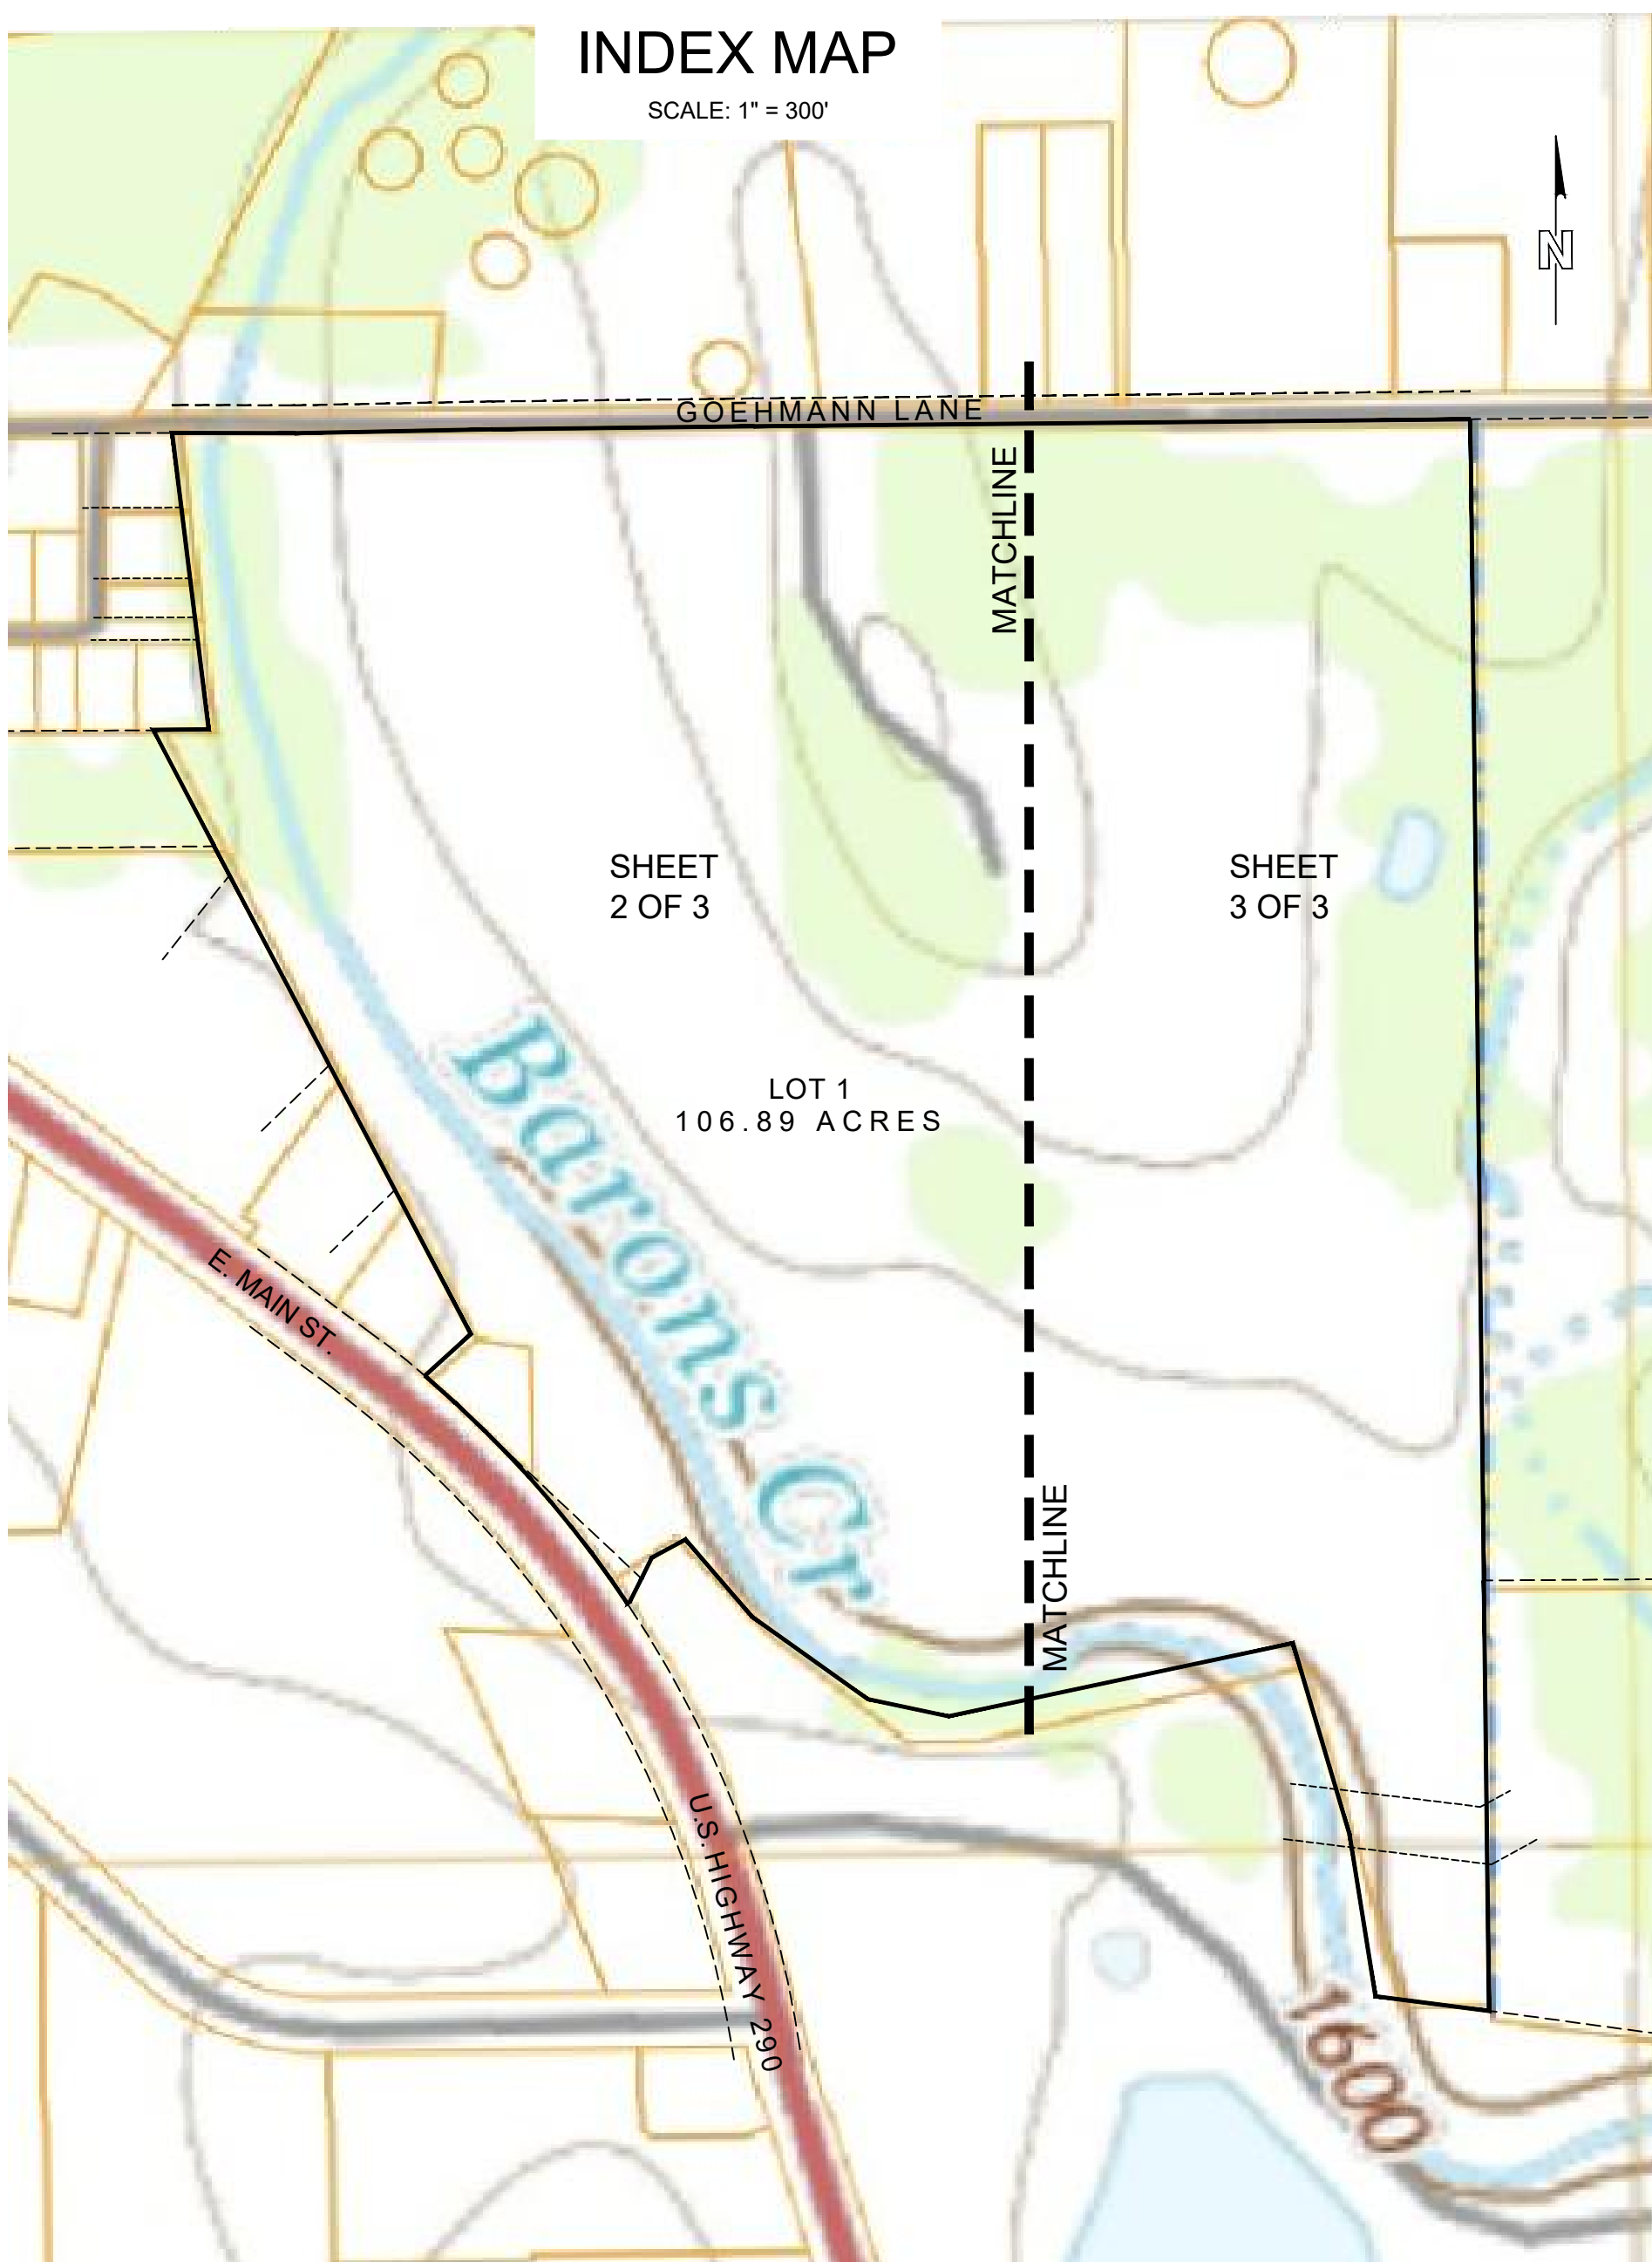 INDEX MAP
SCALE: 1" = 300'
N
GOEHMANN LANE
MATCHLINE
SHEET
2 OF 3
SHEET
3 OF 3
Barons Cr
LOT 1
106.89 ACRES
E. MAIN ST.
MATCHLINE
U.S. HIGHWAY 290
1600